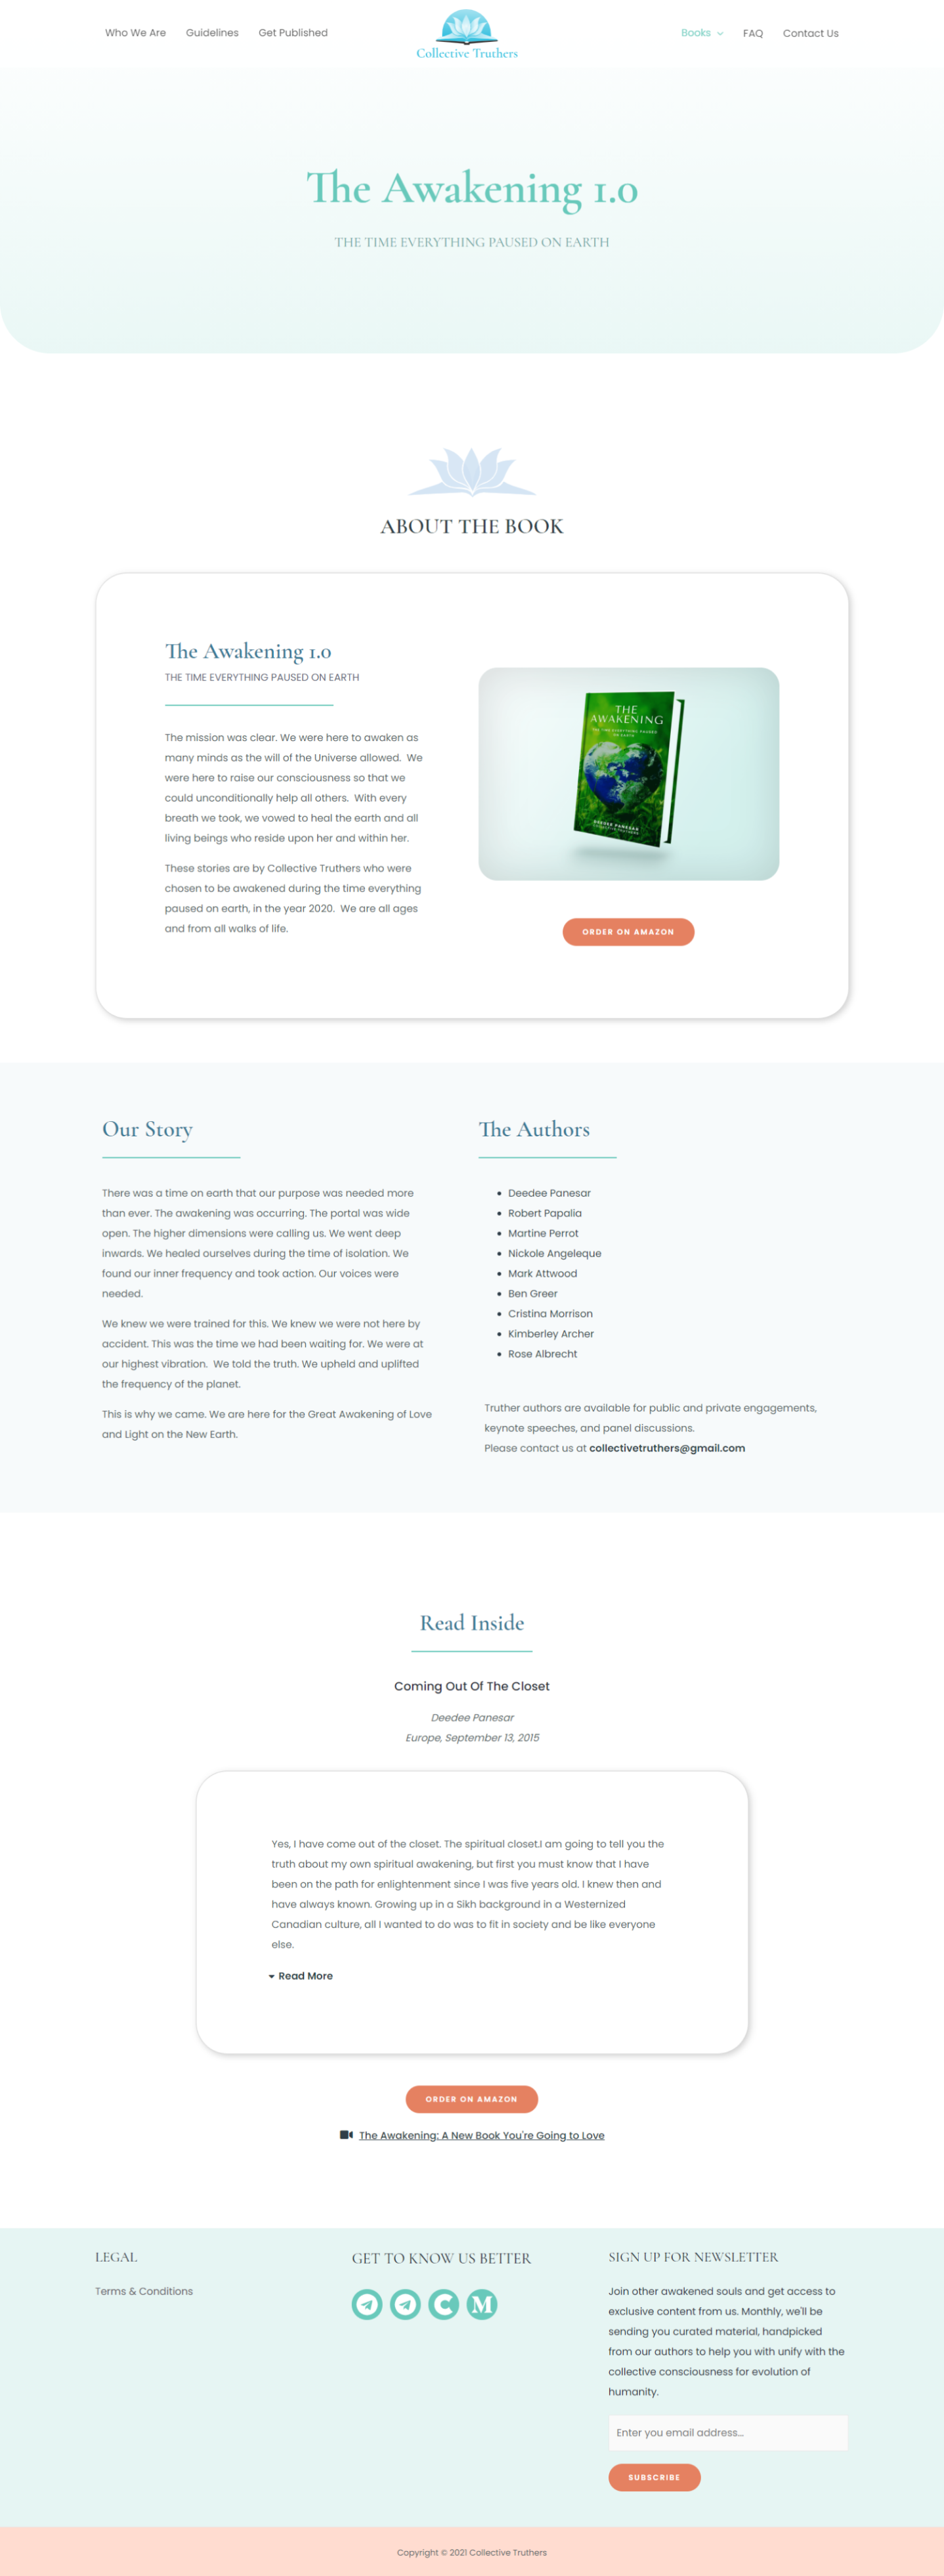 Who We Are
Guidelines
Get Published
Collective Truthers
Books
FAQ
Contact Us
The Awakening 1.0
THE TIME EVERYTHING PAUSED ON EARTH
ABOUT THE BOOK
The Awakening 1.0
THE TIME EVERYTHING PAUSED ON EARTH
The mission was clear. We were here to awaken as
many minds as the will of the Universe allowed. We
were here to raise our consciousness so that we
could unconditionally help all others. With every
breath we took, we vowed to heal the earth and all
living beings who reside upon her and within her.
These stories are by Collective Truthers who were
chosen to be awakened during the time everything
paused on earth, in the year 2020. We are all ages
and from all walks of life.
THE
AWAKENING
THE TIME EVERYTHING PAUSED
ON EARTH
DEEDEE PANESAR
COLLECTIVE TRUTHERS
ORDER ON AMAZON
Our Story
There was a time on earth that our purpose was needed more
than ever. The awakening was occurring. The portal was wide
open. The higher dimensions were calling us. We went deep
inwards. We healed ourselves during the time of isolation. We
found our inner frequency and took action. Our voices were
needed.
We knew we were trained for this. We knew we were not here by
accident. This was the time we had been waiting for. We were at
our highest vibration. We told the truth. We upheld and uplifted
the frequency of the planet.
This is why we came. We are here for the Great Awakening of Love
and Light on the New Earth.
The Authors
Deedee Panesar
Robert Papalia
Martine Perrot
Nickole Angeleque
Mark Attwood
Ben Greer
Cristina Morrison
Kimberley Archer
Rose Albrecht
Truther authors are available for public and private engagements,
keynote speeches, and panel discussions.
Please contact us at collectivetruthers@gmail.com
Read Inside
Coming Out Of The Closet
Deedee Panesar
Europe, September 13, 2015
Yes, I have come out of the closet. The spiritual closet.I am going to tell you the
truth about my own spiritual awakening, but first you must know that I have
been on the path for enlightenment since I was five years old. I knew then and
have always known. Growing up in a Sikh background in a Westernized
Canadian culture, all I wanted to do was to fit in society and be like everyone
else.
Read More
ORDER ON AMAZON
The Awakening: A New Book You're Going to Love
LEGAL
Terms & Conditions
GET TO KNOW US BETTER
C
M
SIGN UP FOR NEWSLETTER
Join other awakened souls and get access to
exclusive content from us. Monthly, we'll be
sending you curated material, handpicked
from our authors to help you with unify with the
collective consciousness for evolution of
humanity.
Enter you email address...
SUBSCRIBE
Copyright © 2021 Collective Truthers